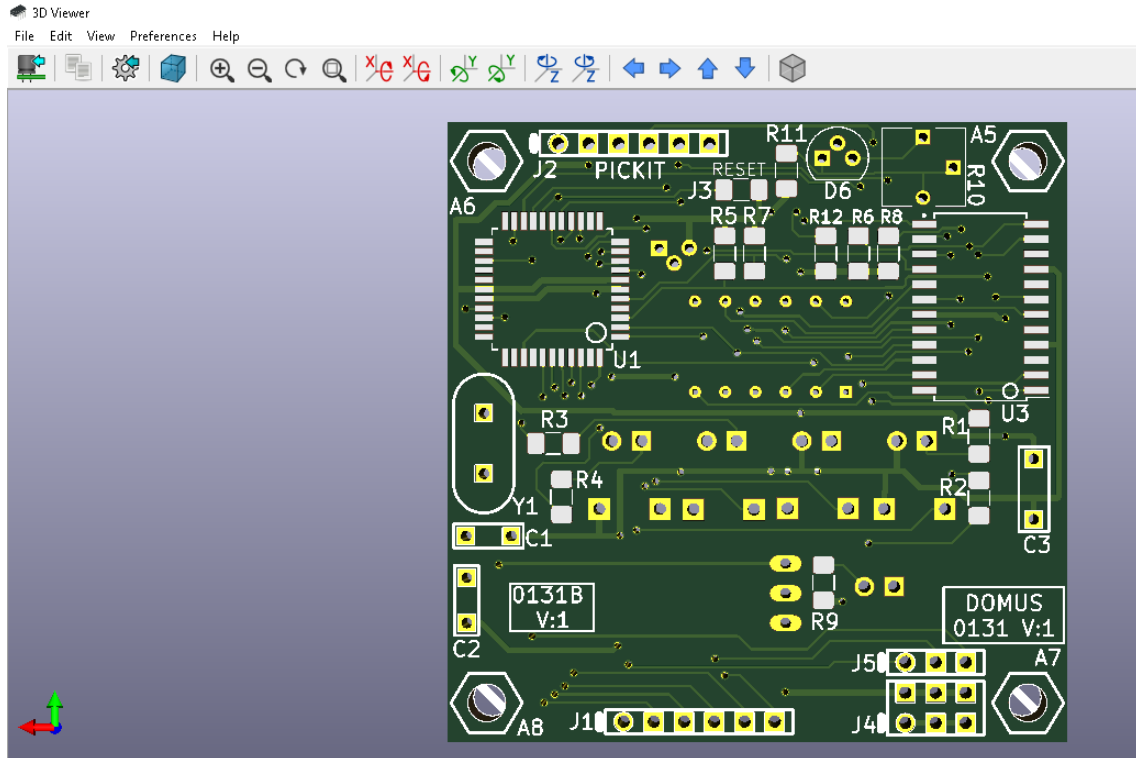 3D Viewer
File Edit View Preferences Help
X X Y Y Z Z
R11 A5
J2 PICKIT RESET
J3 D6 R10
A6
R5 R7 R12 R6 R8
U1
U3
R3 R1
R4 R2
Y1
C1 C3
0131B
V:1
DOMUS
0131 V:1
R9
C2 J5 A7
A8 J1 J4